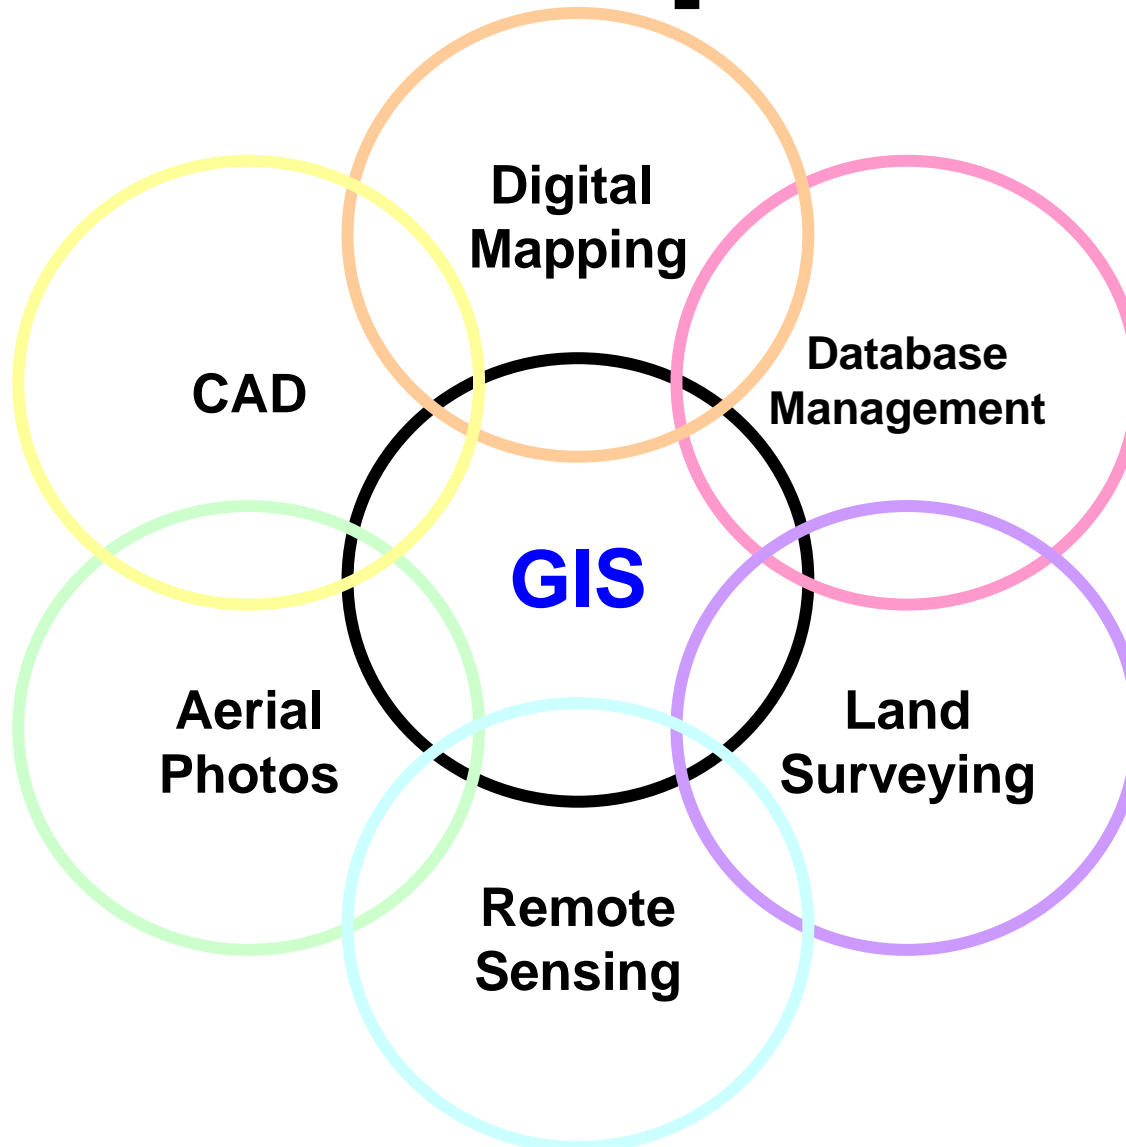 Digital
Mapping
Database
Management
CAD
GIS
Aerial
Photos
Land
Surveying
Remote
Sensing